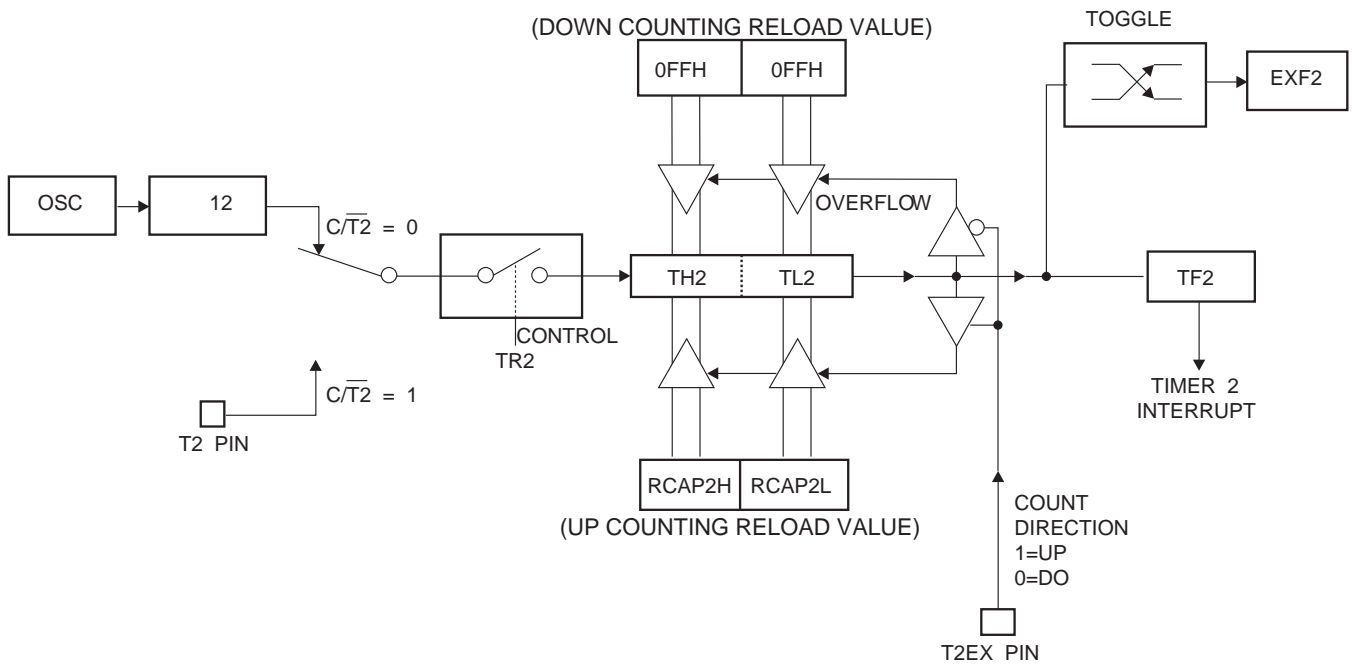 TOGGLE
(DOWN COUNTING RELOAD VALUE)
0FFH 0FFH
EXF2
OSC
12
OVERFLOW
C/T2 = 0
TH2 TL2
TF2
CONTROL
TR2
C/T2 = 1
TIMER 2
INTERRUPT
T2 PIN
RCAP2H RCAP2L
(UP COUNTING RELOAD VALUE)
COUNT
DIRECTION
1=UP
0=DO
T2EX PIN